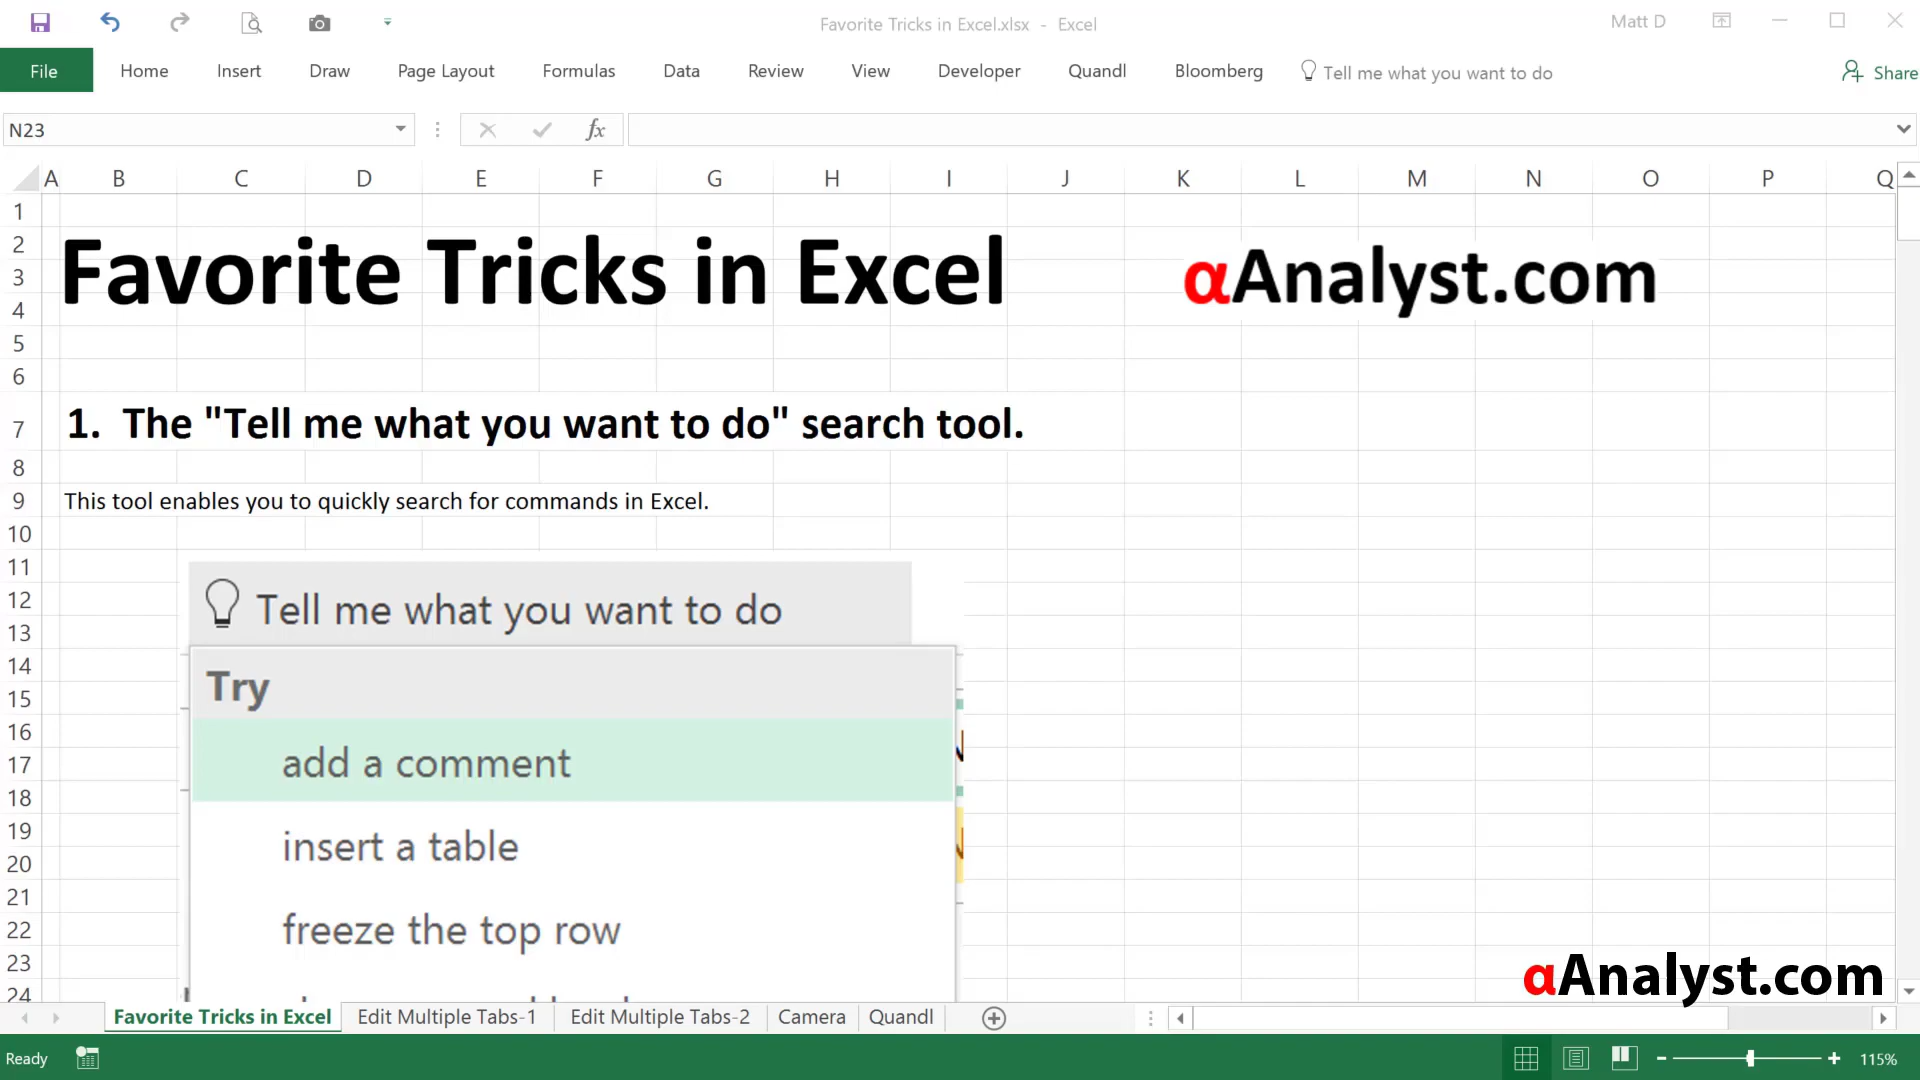 Favorite Tricks in Excel.xlsx - Excel
Matt D
File Home Insert Draw Page Layout Formulas Data Review View Developer Quandl Bloomberg Tell me what you want to do Share
N23
fx
A B C D E F G H I J K L M N O P Q
1
2
3
4
5
6
7
8
9
10
11
12
13
14
15
16
17
18
19
20
21
22
23
24
Favorite Tricks in Excel
αAnalyst.com
1. The "Tell me what you want to do" search tool.
This tool enables you to quickly search for commands in Excel.
Tell me what you want to do
Try
add a comment
insert a table
freeze the top row
αAnalyst.com
Favorite Tricks in Excel Edit Multiple Tabs-1 Edit Multiple Tabs-2 Camera Quandl
Ready
115%